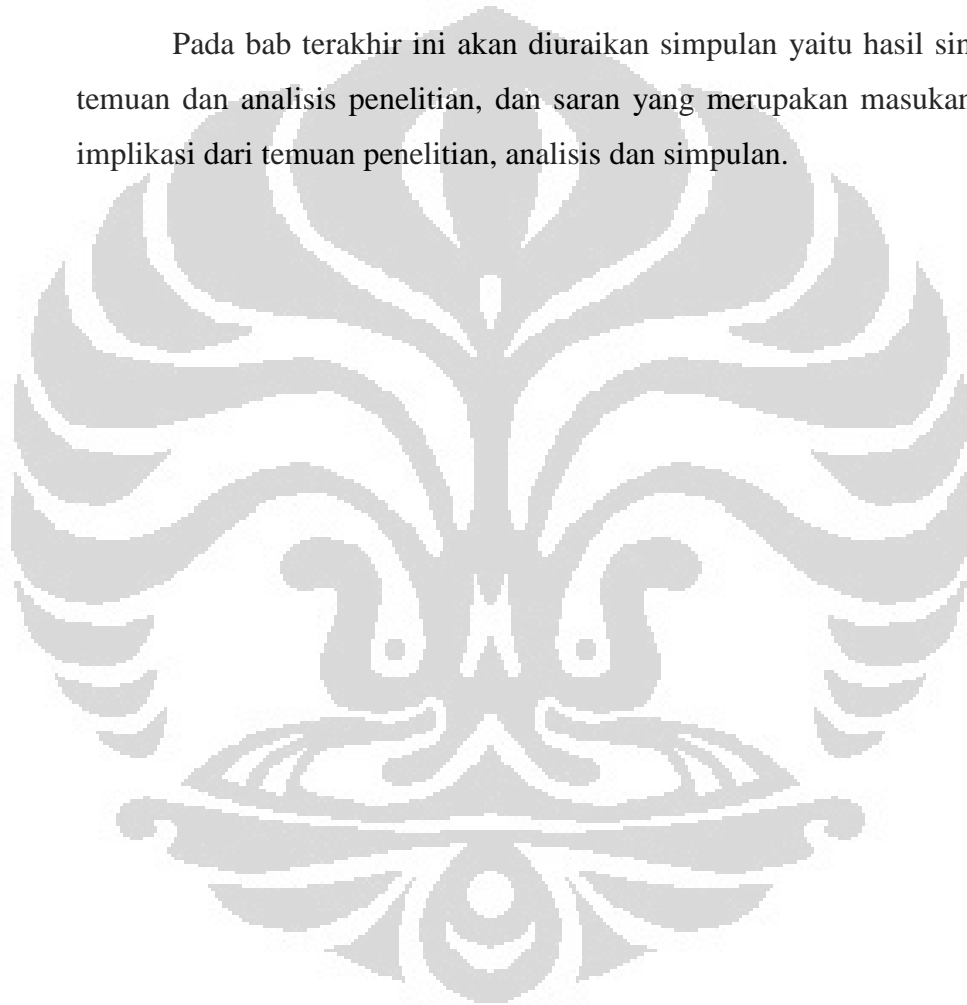 Pada bab terakhir ini akan diuraikan simpulan yaitu hasil
temuan dan analisis penelitian, dan saran yang merupakan masukan
implikasi dari temuan penelitian, analisis dan simpulan.